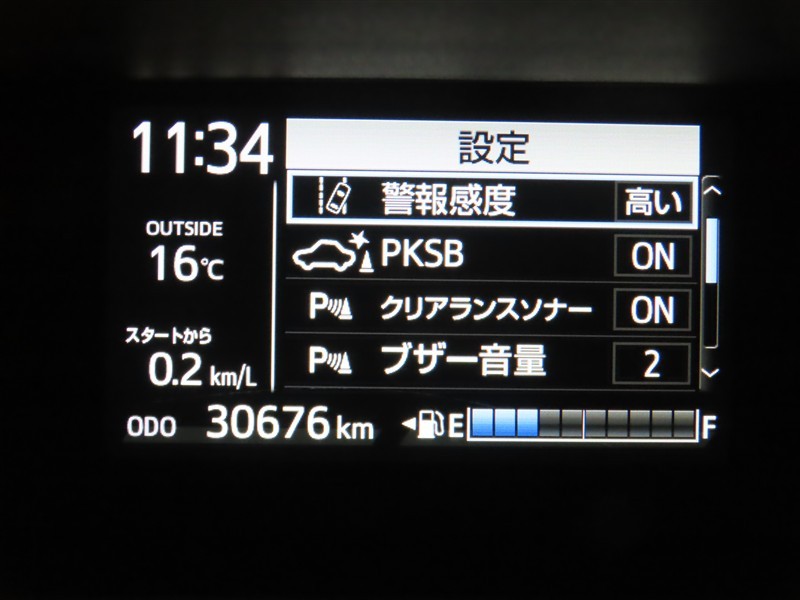 11:34
設定
警報感度 高い
OUTSIDE
16℃
PKSB ON
P クリアランスソナー ON
スタートから
0.2 km/L
P ブザー音量 2
ODO 30676 km
E F